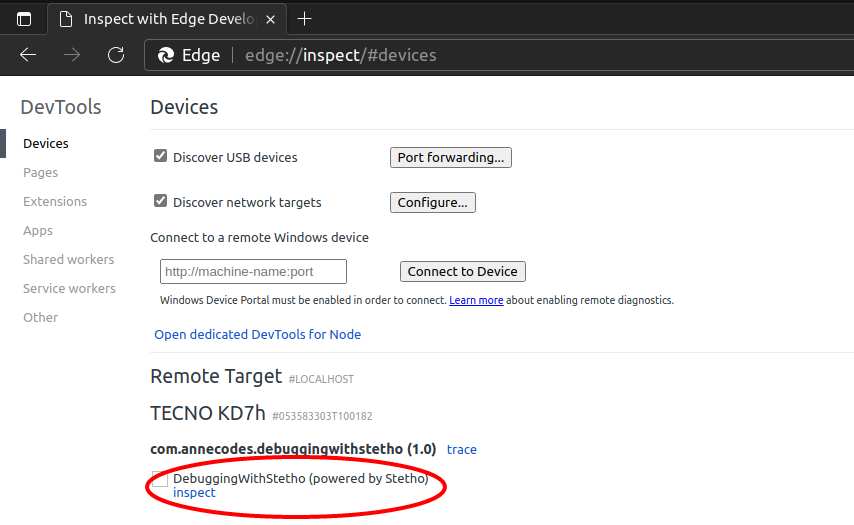 Inspect with Edge Develo
Edge edge://inspect/#devices
DevTools
Devices
Pages
Extensions
Apps
Shared workers
Service workers
Other
Devices
Discover USB devices Port forwarding...
Discover network targets Configure...
Connect to a remote Windows device
http://machine-name:port Connect to Device
Windows Device Portal must be enabled in order to connect. Learn more about enabling remote diagnostics.
Open dedicated DevTools for Node
Remote Target #LOCALHOST
TECNO KD7h #053583303T100182
com.annecodes.debuggingwithstetho (1.0) trace
DebuggingWithStetho (powered by Stetho)
inspect